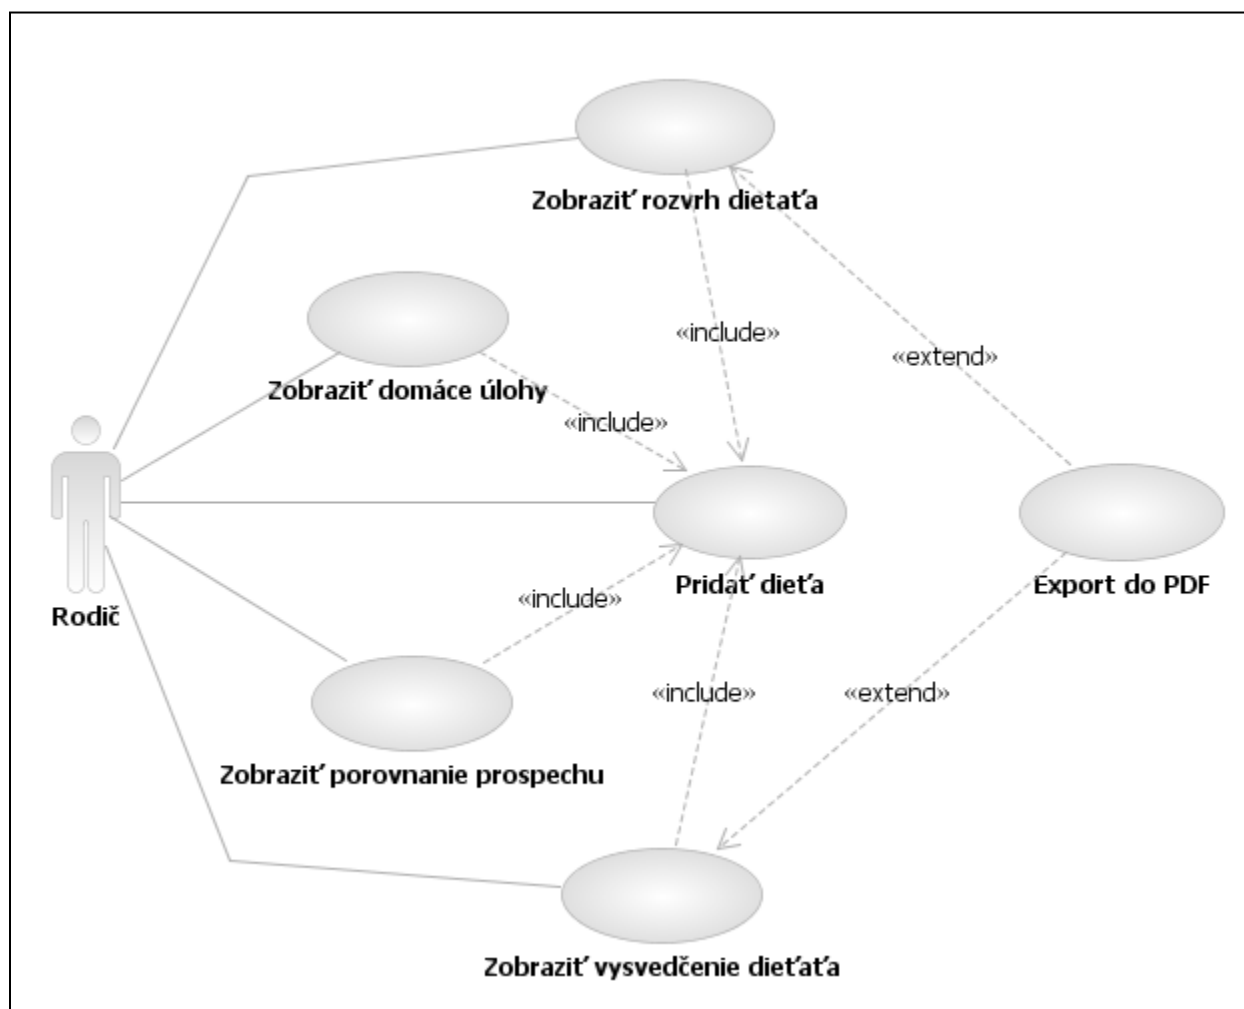 Zobraziť rozvrh dietaťa
«include»
«extend»
Zobraziť domáce úlohy
«include»
Rodič
Pridať dieťa
Export do PDF
«include»
Zobraziť porovnanie prospechu
«include»
«extend»
Zobraziť vysvedčenie dieťaťa